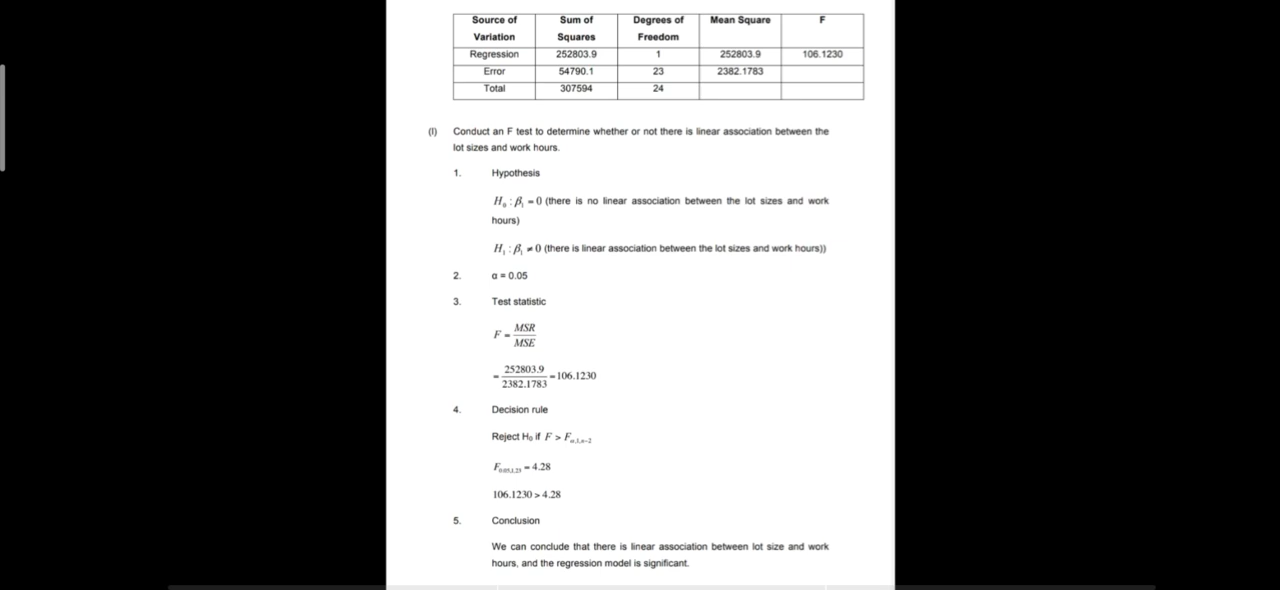 Source of Variation Sum of Squares Degrees of Freedom Mean Square F
Regression 252803.9 1 252803.9 106.1230
Error 54790.1 23 2382.1783
Total 307594 24
(l) Conduct an F test to determine whether or not there is linear association between the
lot sizes and work hours.
1. Hypothesis
H₀ : β₁ = 0 (there is no linear association between the lot sizes and work
hours)
H₁ : β₁ ≠ 0 (there is linear association between the lot sizes and work hours))
2. α = 0.05
3. Test statistic
F = MSR / MSE
= 252803.9 / 2382.1783 = 106.1230
4. Decision rule
Reject H₀ if F > F α,1,n−2
F 0.05,1,23 = 4.28
106.1230 > 4.28
5. Conclusion
We can conclude that there is linear association between lot size and work
hours, and the regression model is significant.